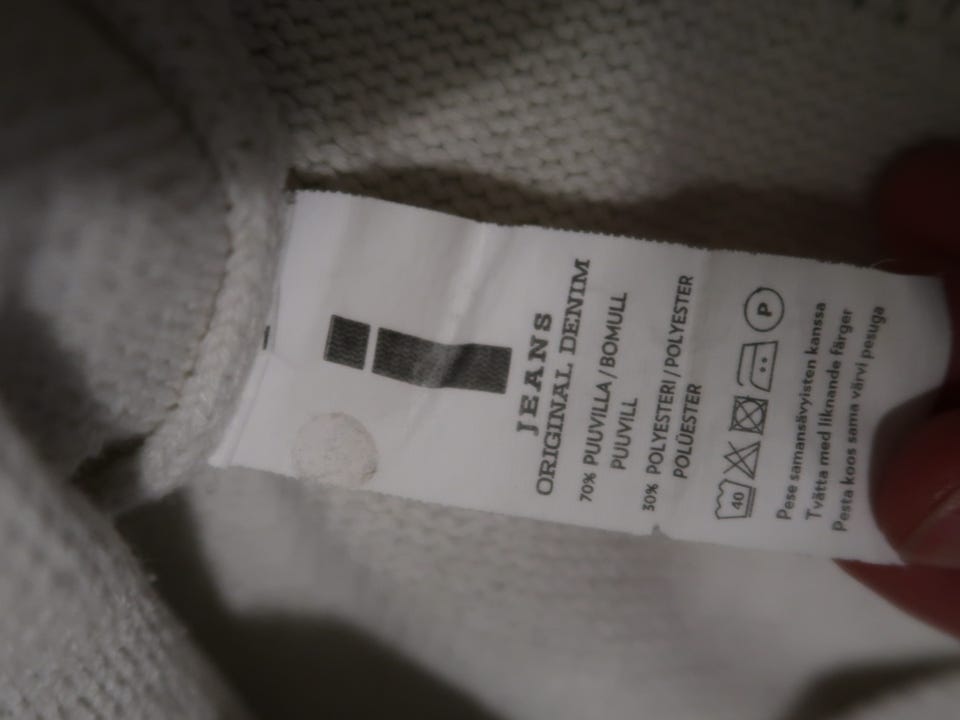 JEANS
ORIGINAL DENIM
70% PUUVILLA / BOMULL
PUUVILL
30% POLYESTERI / POLYESTER
POLÜESTER
40 P
Pese samansävyisten kanssa
Tvätta med liknande färger
Pesta koos sama värvi pesuga